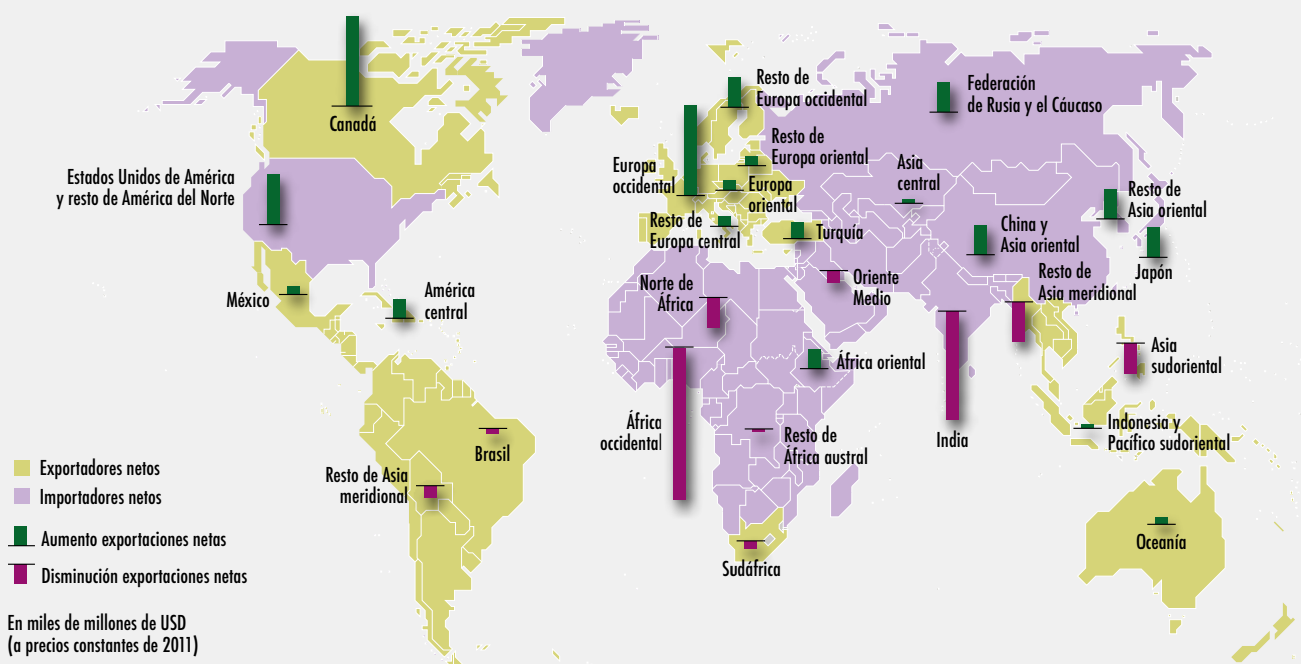 Canadá
Estados Unidos de América
y resto de América del Norte
México
América
central
Brasil
Resto de Asia
meridional
Resto de
Europa occidental
Europa
occidental
Resto de
Europa oriental
Europa
oriental
Resto de
Europa central
Turquía
Federación
de Rusia y el Cáucaso
Asia
central
Resto de
Asia oriental
China y
Asia oriental
Japón
Oriente
Medio
Resto de
Asia meridional
Norte de
África
África oriental
África
occidental
Resto de
África austral
Sudáfrica
India
Asia
sudoriental
Indonesia y
Pacífico sudoriental
Oceanía
Exportadores netos
Importadores netos
Aumento exportaciones netas
Disminución exportaciones netas
En miles de millones de USD
(a precios constantes de 2011)